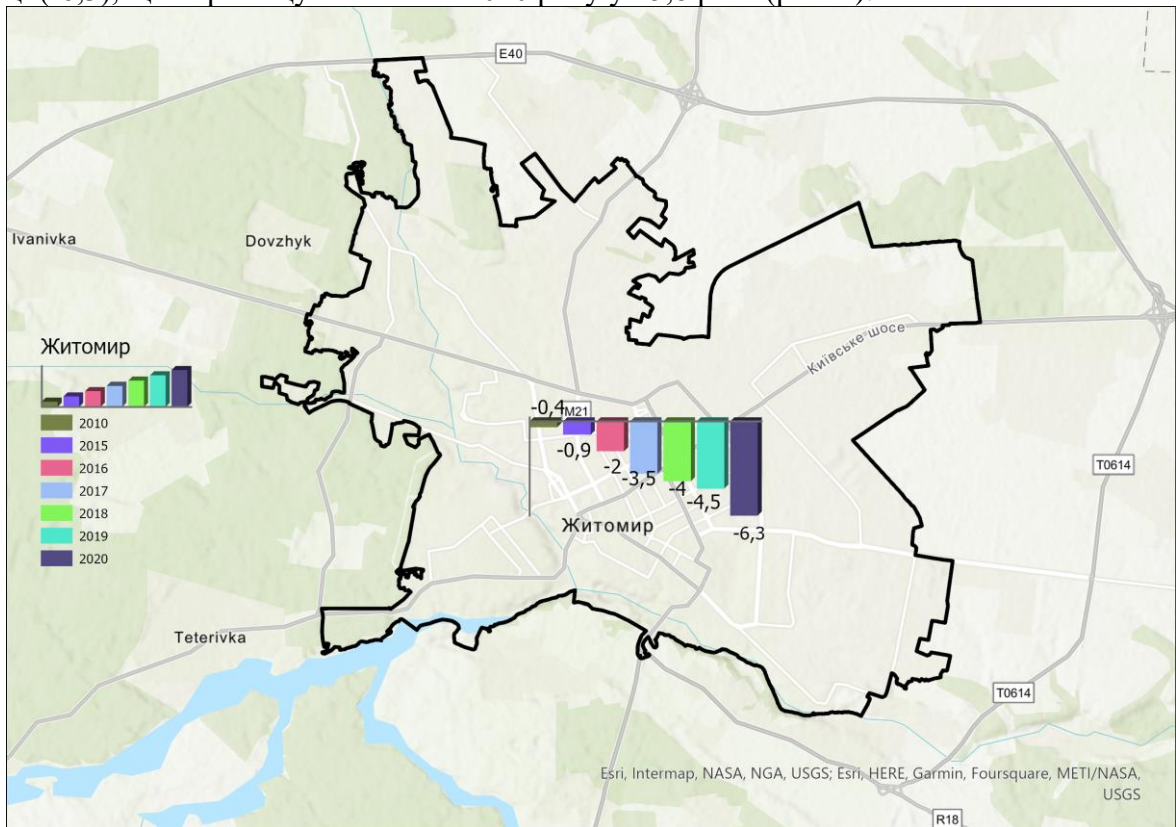 E40
Ivanivka
Dovzhyk
Київське шосе
Житомир
2010
2015
2016
2017
2018
2019
2020
-0,4
M21
-0,9
-2
-3,5
-4
-4,5
-6,3
Житомир
T0614
Teterivka
T0614
Esri, Intermap, NASA, NGA, USGS; Esri, HERE, Garmin, Foursquare, METI/NASA,
USGS
R18